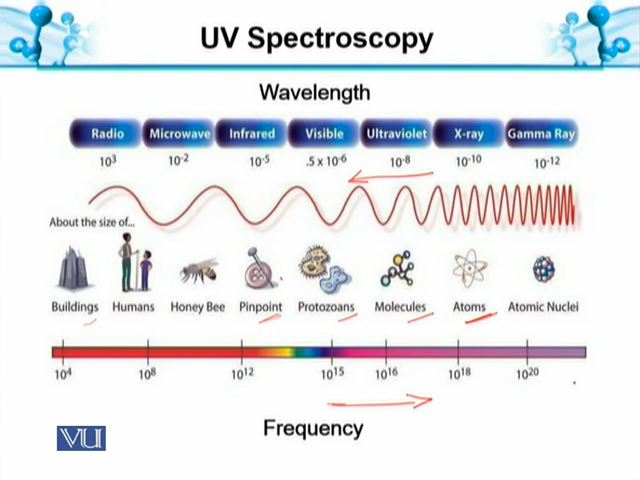 UV Spectroscopy
Wavelength
Radio Microwave Infrared Visible Ultraviolet X-ray Gamma Ray
10³ 10⁻² 10⁻⁵ .5 x 10⁻⁶ 10⁻⁸ 10⁻¹⁰ 10⁻¹²
About the size of...
Buildings Humans Honey Bee Pinpoint Protozoans Molecules Atoms Atomic Nuclei
10⁴ 10⁸ 10¹² 10¹⁵ 10¹⁶ 10¹⁸ 10²⁰
Frequency
VU